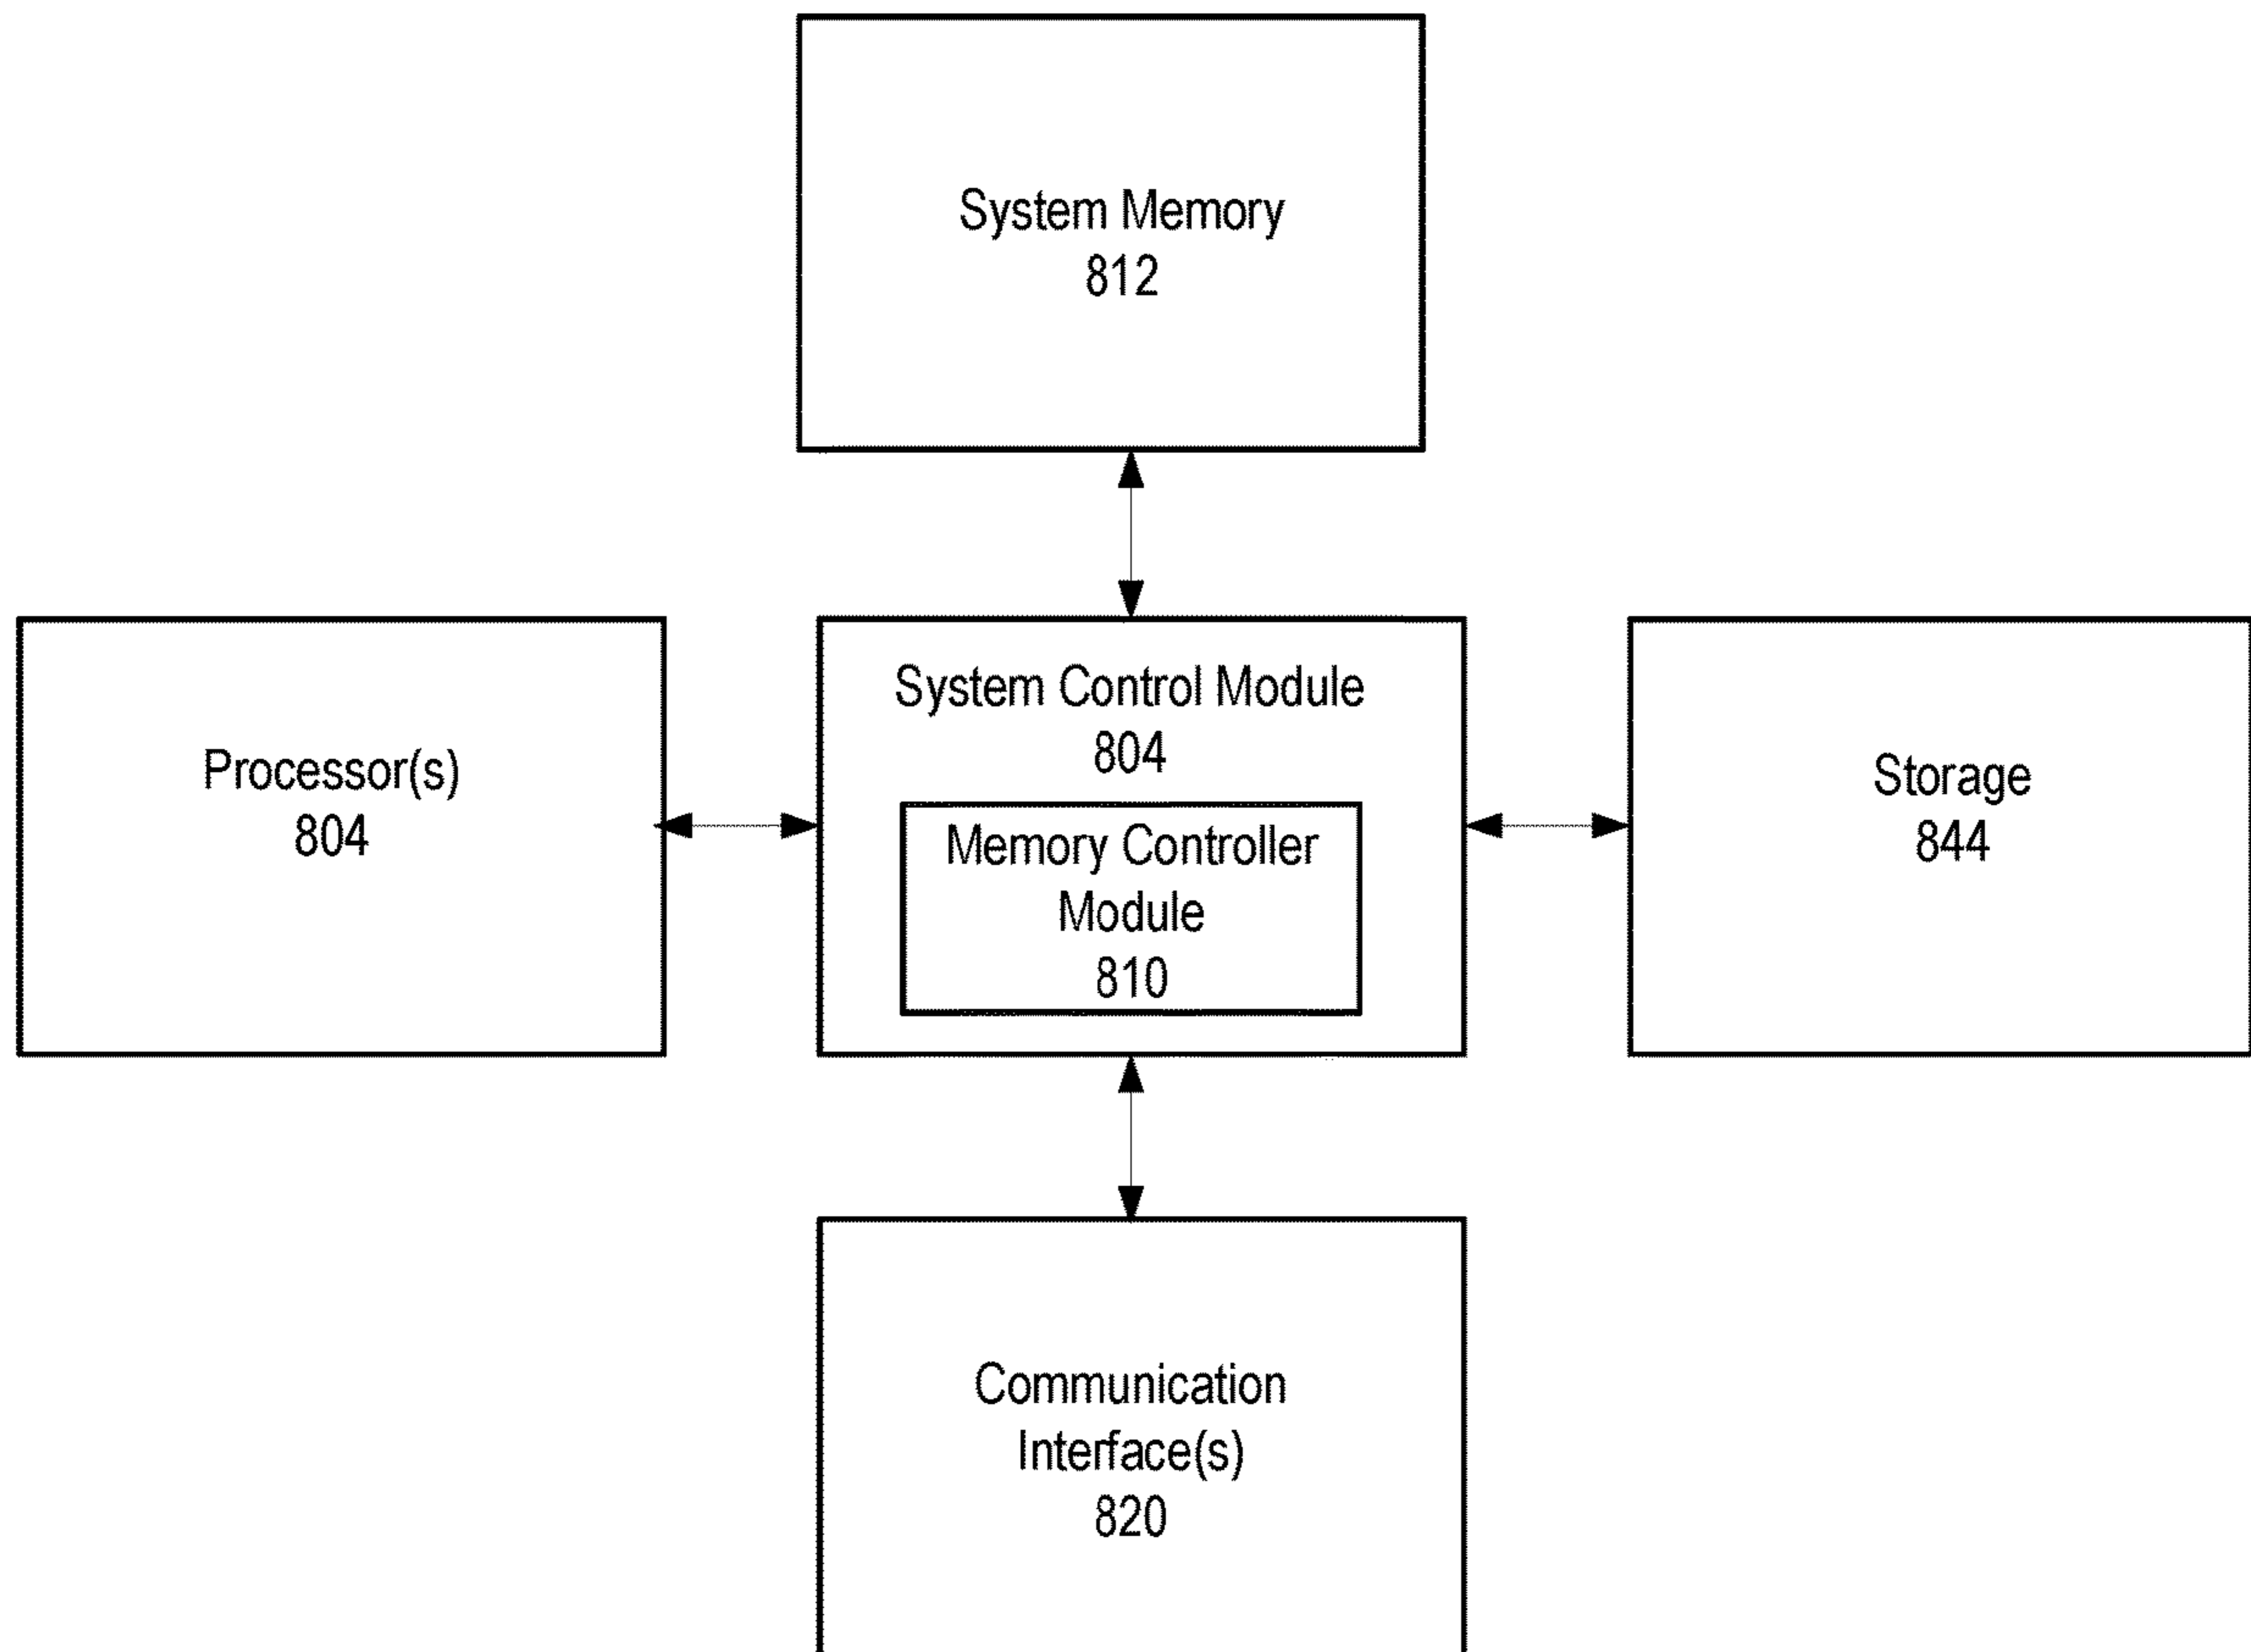 System Memory
812
Processor(s)
804
System Control Module
804
Memory Controller
Module
810
Storage
844
Communication
Interface(s)
820